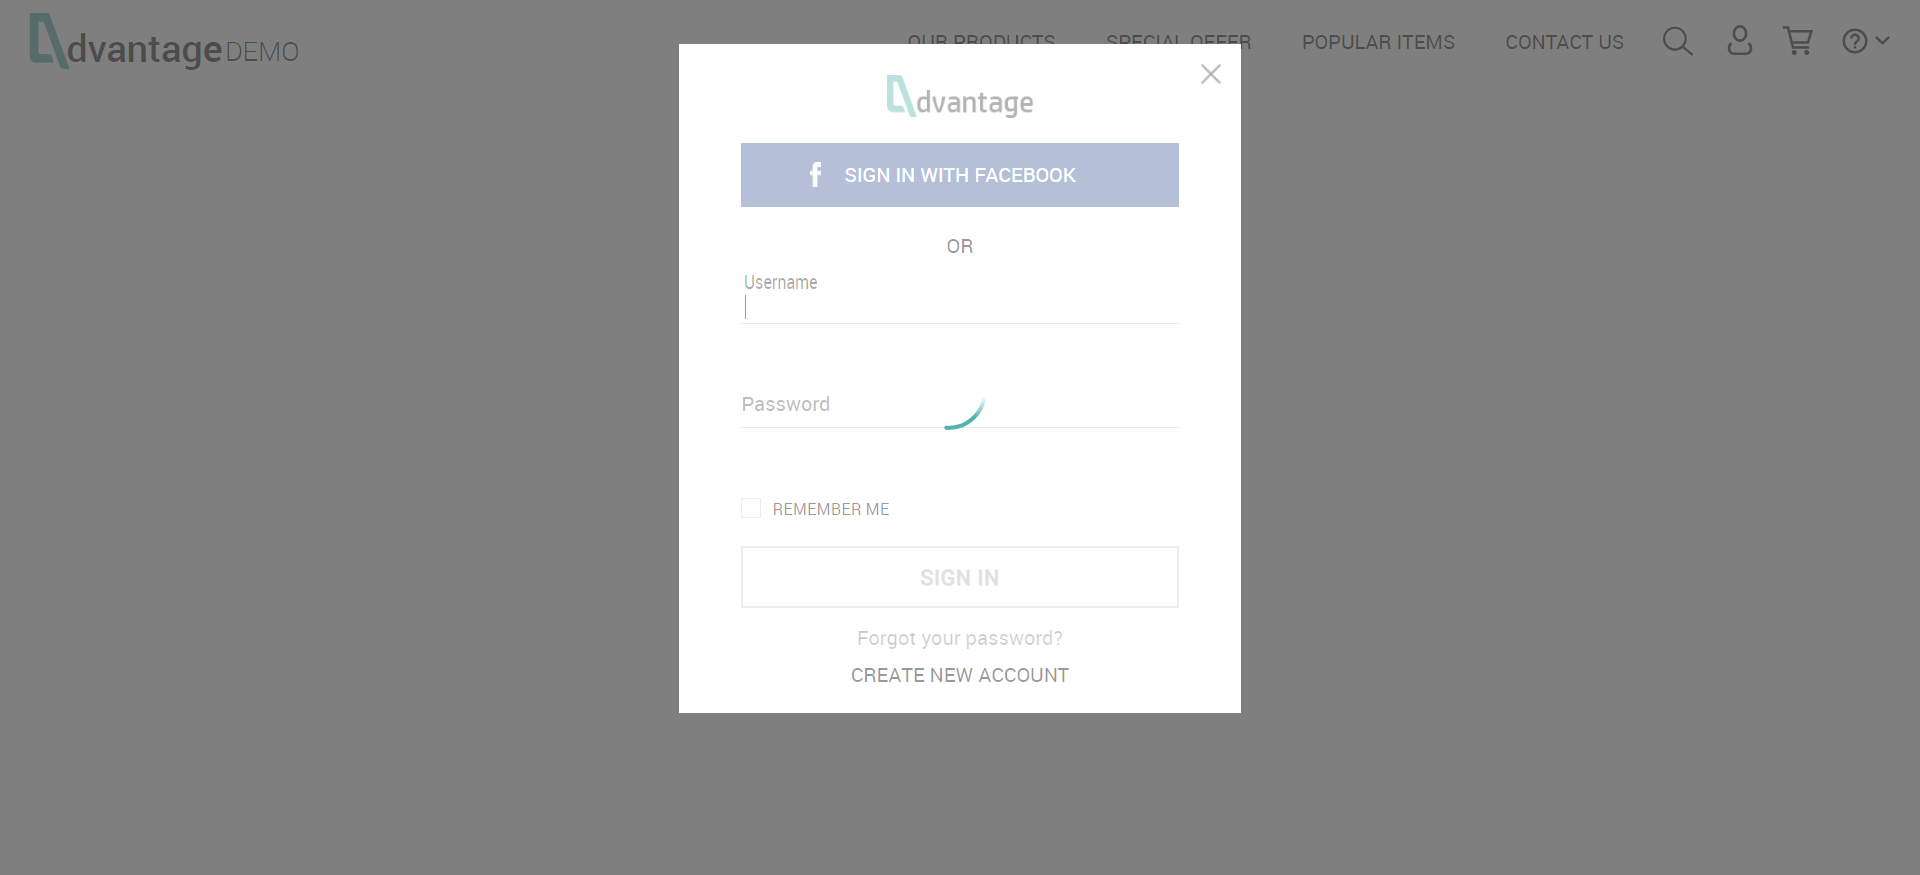 dvantage DEMO
OUR PRODUCTS SPECIAL OFFER POPULAR ITEMS CONTACT US
dvantage
SIGN IN WITH FACEBOOK
OR
Username
Password
REMEMBER ME
SIGN IN
Forgot your password?
CREATE NEW ACCOUNT